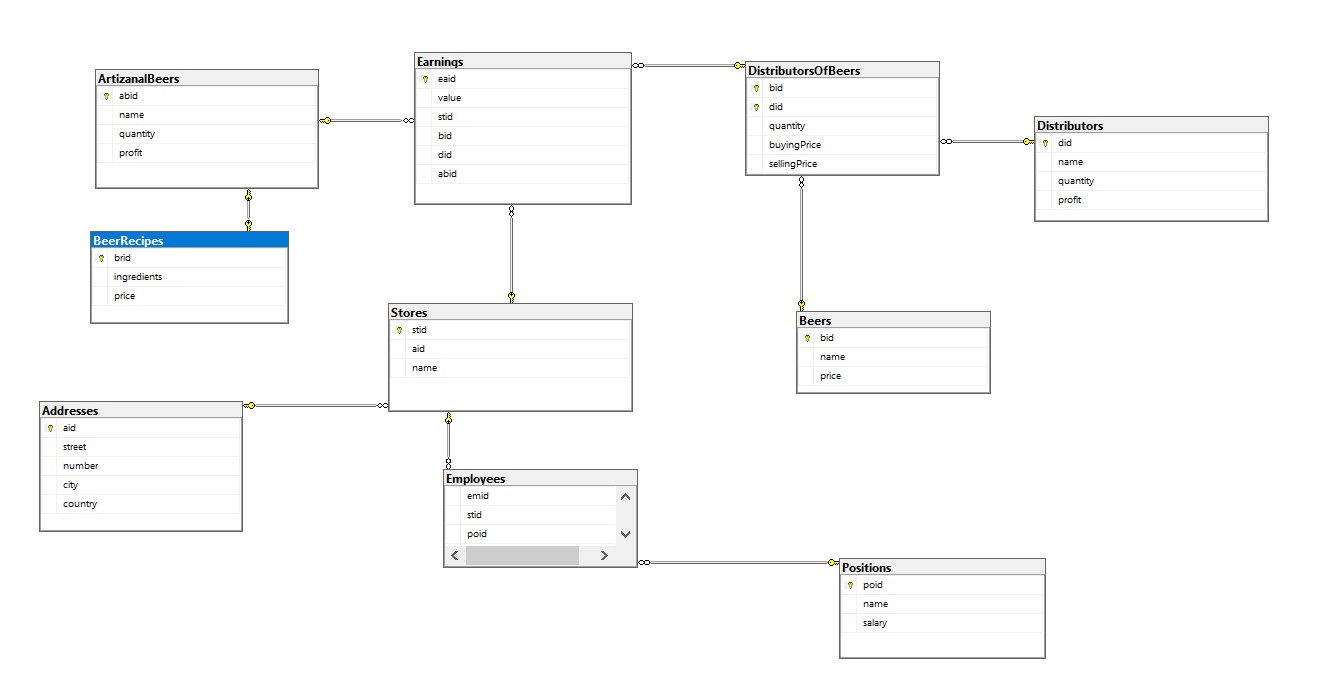 ArtizanalBeers
abid
name
quantity
profit
Earnings
eaid
value
stid
bid
did
abid
DistributorsOfBeers
bid
did
quantity
buyingPrice
sellingPrice
Distributors
did
name
quantity
profit
BeerRecipes
brid
ingredients
price
Stores
stid
aid
name
Beers
bid
name
price
Addresses
aid
street
number
city
country
Employees
emid
stid
poid
Positions
poid
name
salary